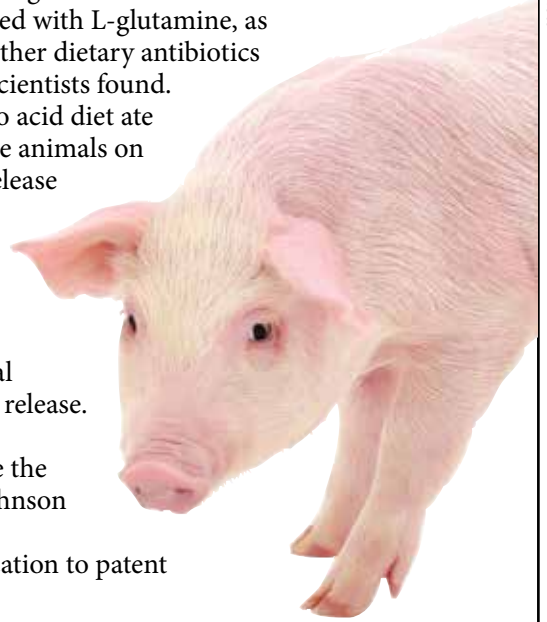 ed with L-glutamine, as
ther dietary antibiotics
cientists found.
o acid diet ate
e animals on
elease
al
release.
e the
hnson
ation to patent